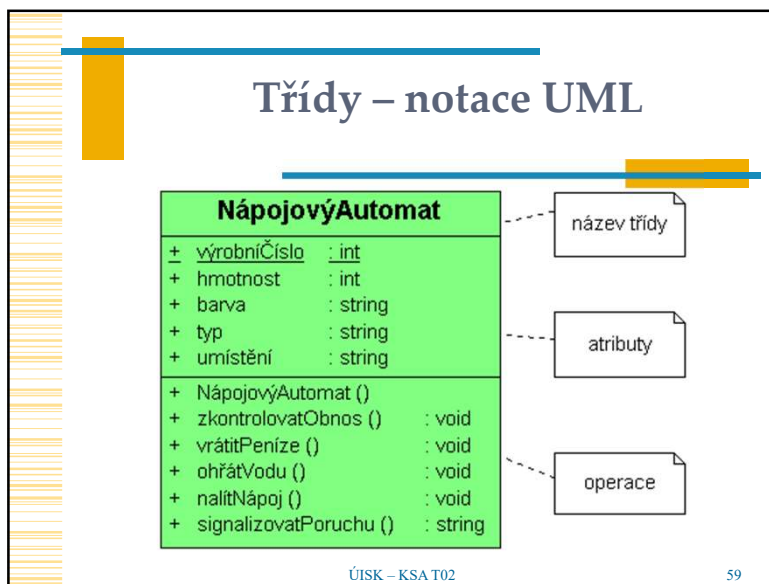 Třídy – notace UML
NápojovýAutomat
+ výrobníČíslo : int
+ hmotnost : int
+ barva : string
+ typ : string
+ umístění : string
+ NápojovýAutomat ()
+ zkontrolovatObnos () : void
+ vrátitPeníze () : void
+ ohřátVodu () : void
+ nalítNápoj () : void
+ signalizovatPoruchu () : string
název třídy
atributy
operace
ÚISK – KSA T02
59